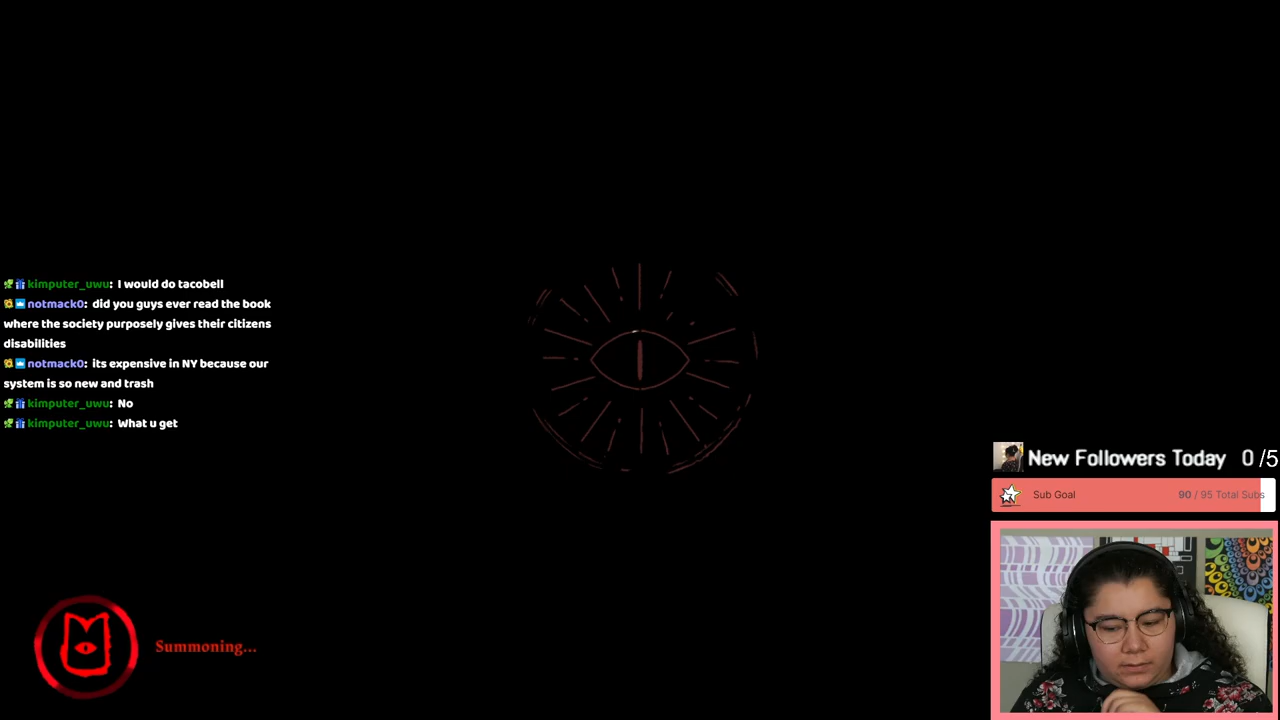 kimputer_uwu: I would do tacobell
notmack0: did you guys ever read the book
where the society purposely gives their citizens
disabilities
notmack0: its expensive in NY because our
system is so new and trash
kimputer_uwu: No
kimputer_uwu: What u get
New Followers Today 0 /5
Sub Goal 90 / 95 Total Subs
Summoning...